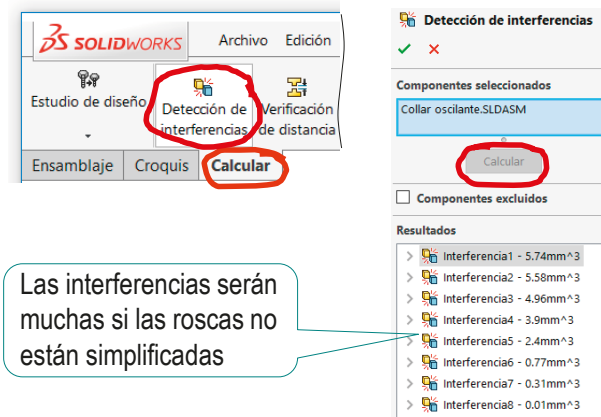 SOLIDWORKS
Archivo Edición
Estudio de diseño
Detección de
interferencias
Verificación
de distancia
Ensamblaje Croquis Calcular
Detección de interferencias
Componentes seleccionados
Collar oscilante.SLDASM
Calcular
Componentes excluidos
Resultados
Interferencia1 - 5.74mm^3
Interferencia2 - 5.58mm^3
Interferencia3 - 4.96mm^3
Interferencia4 - 3.9mm^3
Interferencia5 - 2.4mm^3
Interferencia6 - 0.77mm^3
Interferencia7 - 0.31mm^3
Interferencia8 - 0.01mm^3
Las interferencias serán
muchas si las roscas no
están simplificadas